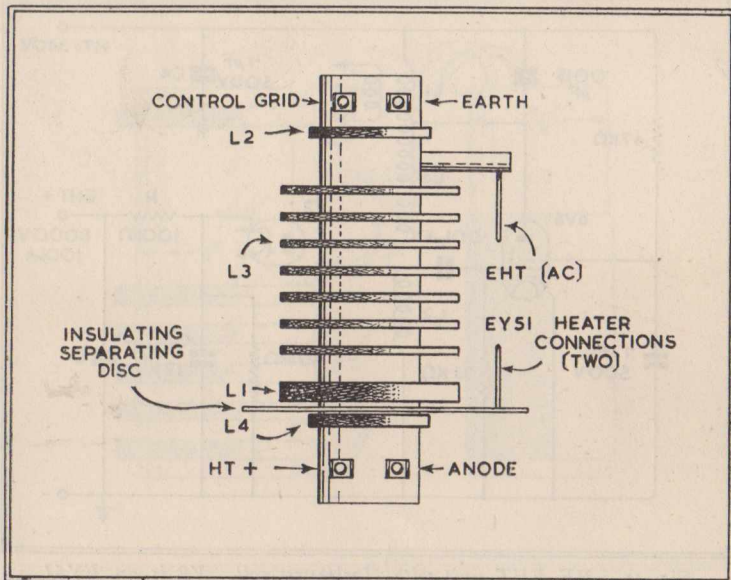 CONTROL GRID
EARTH
L2
L3
EHT (AC)
EY51 HEATER
CONNECTIONS
(TWO)
INSULATING
SEPARATING
DISC
L1
L4
HT +
ANODE